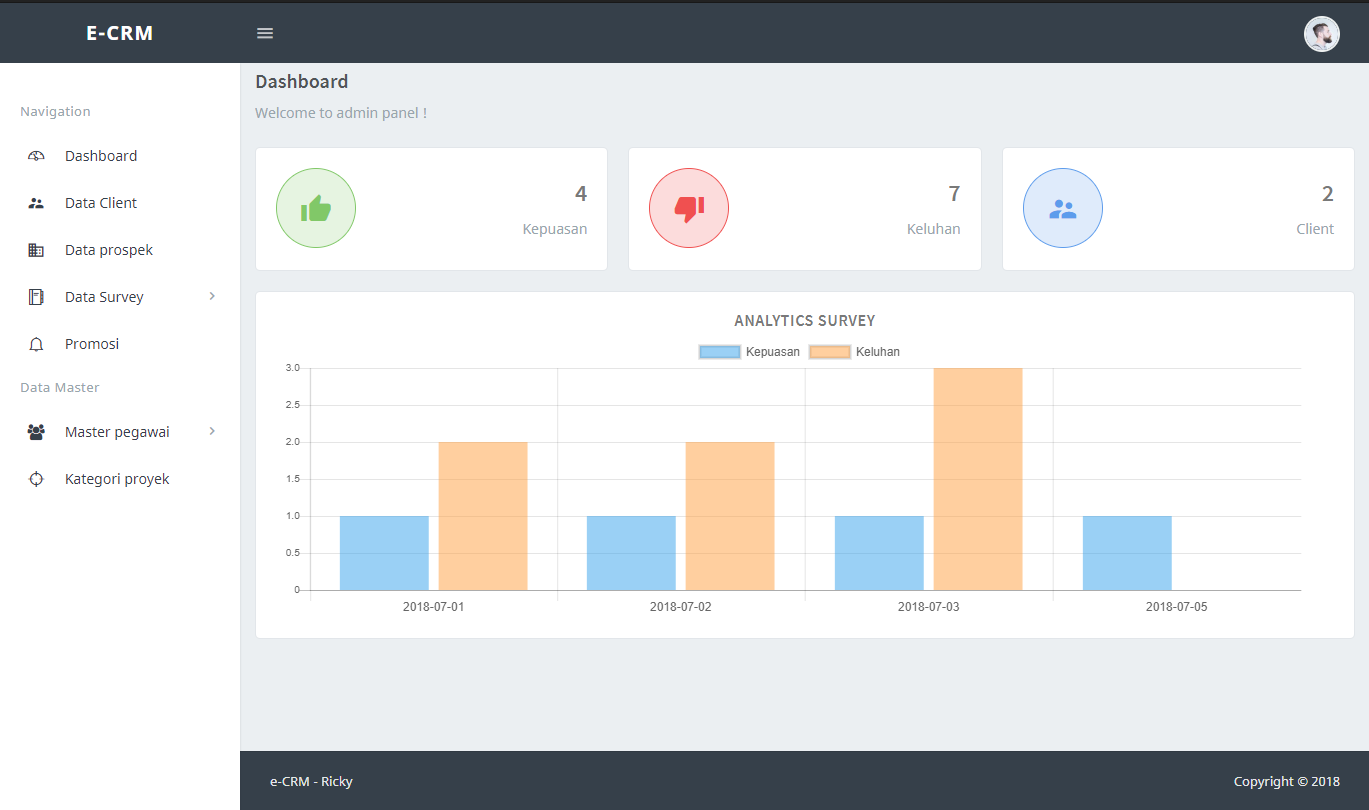 E-CRM
Navigation
Dashboard
Data Client
Data prospek
Data Survey
Promosi
Data Master
Master pegawai
Kategori proyek
Dashboard
Welcome to admin panel !
4
Kepuasan
7
Keluhan
2
Client
ANALYTICS SURVEY
Kepuasan Keluhan
3.0
2.5
2.0
1.5
1.0
0.5
0
2018-07-01 2018-07-02 2018-07-03 2018-07-05
e-CRM - Ricky Copyright © 2018